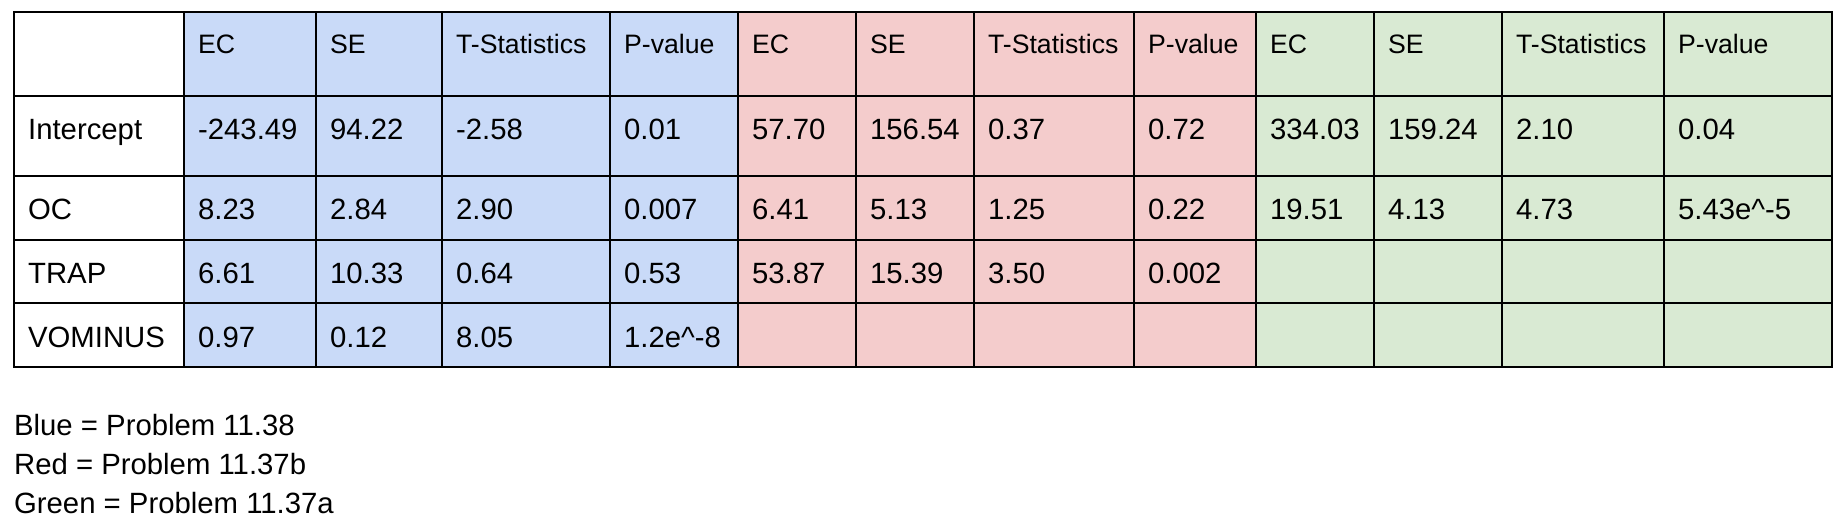 EC SE T-Statistics P-value EC SE T-Statistics P-value EC SE T-Statistics P-value
Intercept -243.49 94.22 -2.58 0.01 57.70 156.54 0.37 0.72 334.03 159.24 2.10 0.04
OC 8.23 2.84 2.90 0.007 6.41 5.13 1.25 0.22 19.51 4.13 4.73 5.43e^-5
TRAP 6.61 10.33 0.64 0.53 53.87 15.39 3.50 0.002
VOMINUS 0.97 0.12 8.05 1.2e^-8
Blue = Problem 11.38
Red = Problem 11.37b
Green = Problem 11.37a